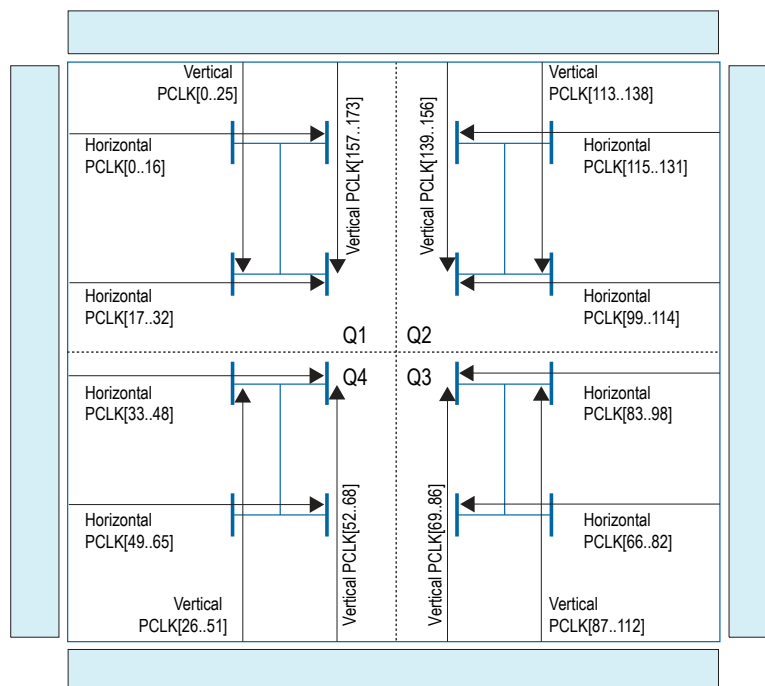 Vertical
PCLK[0..25]
Vertical PCLK[157..173]
Vertical PCLK[139..156]
Vertical
PCLK[113..138]
Horizontal
PCLK[0..16]
Horizontal
PCLK[115..131]
Horizontal
PCLK[17..32]
Horizontal
PCLK[99..114]
Q1
Q2
Q4
Q3
Horizontal
PCLK[33..48]
Horizontal
PCLK[83..98]
Horizontal
PCLK[49..65]
Vertical PCLK[52..68]
Vertical PCLK[69..86]
Horizontal
PCLK[66..82]
Vertical
PCLK[26..51]
Vertical
PCLK[87..112]